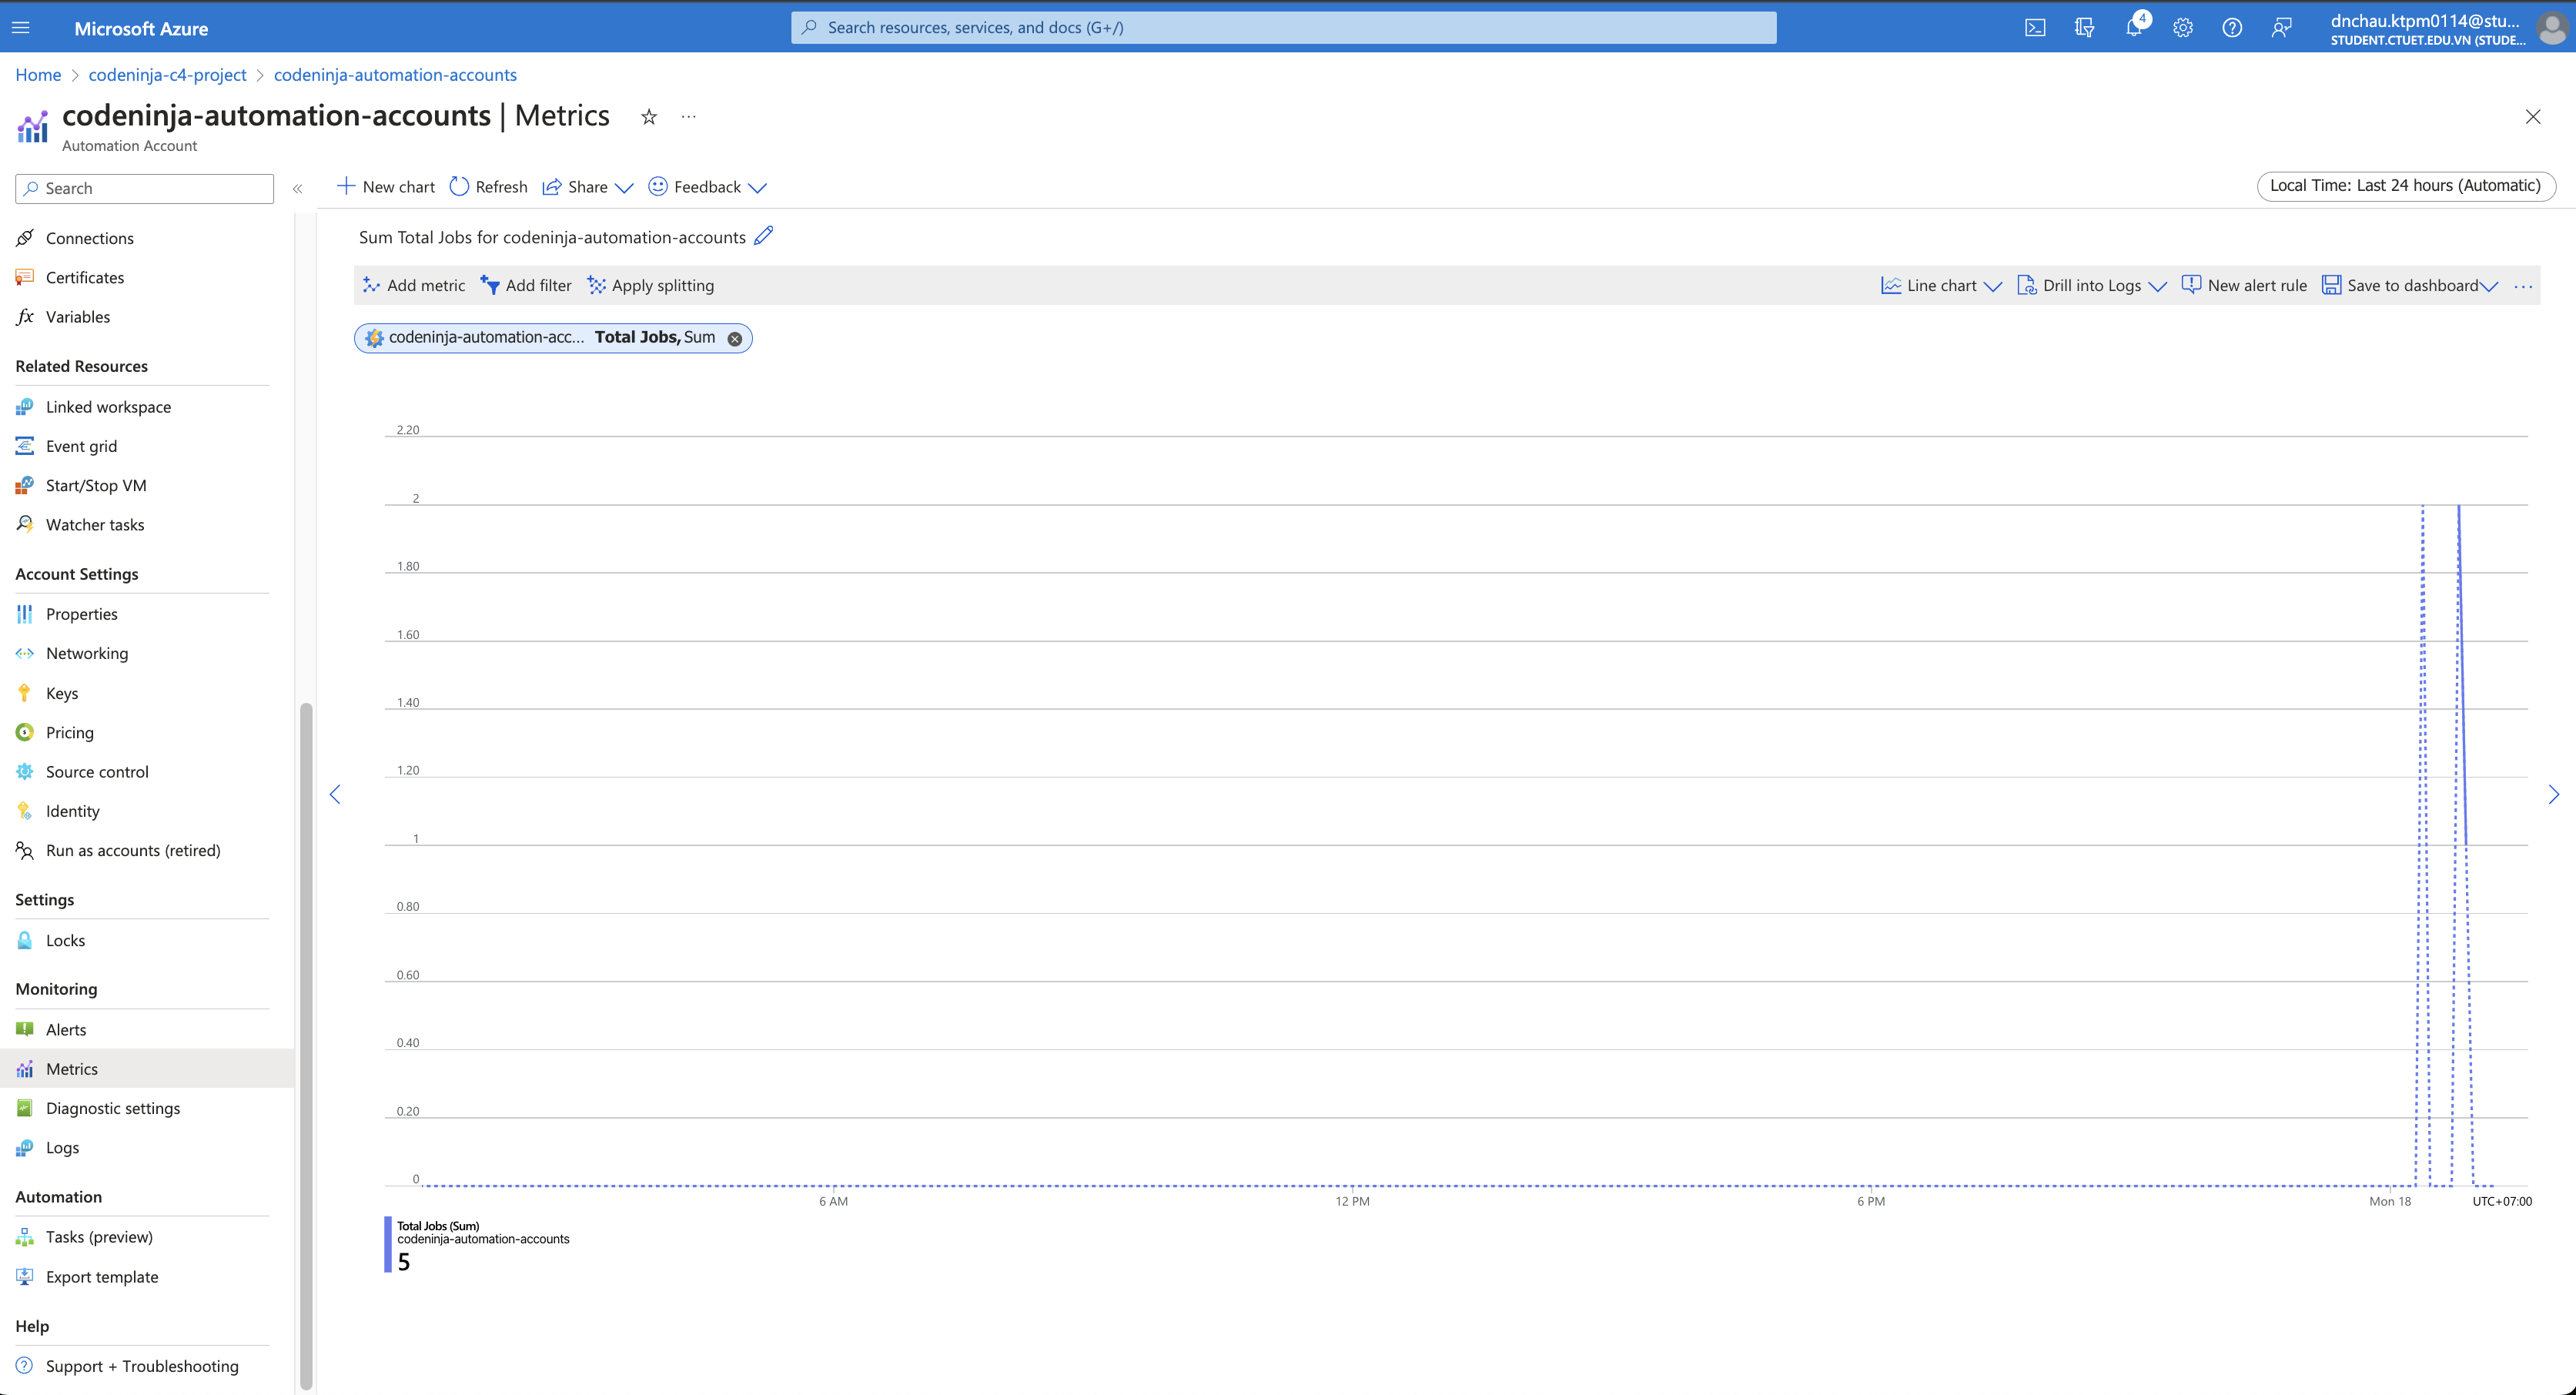 Microsoft Azure
Search resources, services, and docs (G+/)
4
dnchau.ktpm0114@stu...
STUDENT.CTUET.EDU.VN (STUDE...
Home > codeninja-c4-project > codeninja-automation-accounts
codeninja-automation-accounts | Metrics
Automation Account
Search
New chart
Refresh
Share
Feedback
Local Time: Last 24 hours (Automatic)
Connections
Certificates
Variables
Related Resources
Linked workspace
Event grid
Start/Stop VM
Watcher tasks
Account Settings
Properties
Networking
Keys
Pricing
Source control
Identity
Run as accounts (retired)
Settings
Locks
Monitoring
Alerts
Metrics
Diagnostic settings
Logs
Automation
Tasks (preview)
Export template
Help
Support + Troubleshooting
Sum Total Jobs for codeninja-automation-accounts
Add metric
Add filter
Apply splitting
Line chart
Drill into Logs
New alert rule
Save to dashboard
codeninja-automation-acc... Total Jobs, Sum
2.20
2
1.80
1.60
1.40
1.20
1
0.80
0.60
0.40
0.20
0
6 AM
12 PM
6 PM
Mon 18
UTC+07:00
Total Jobs (Sum)
codeninja-automation-accounts
5